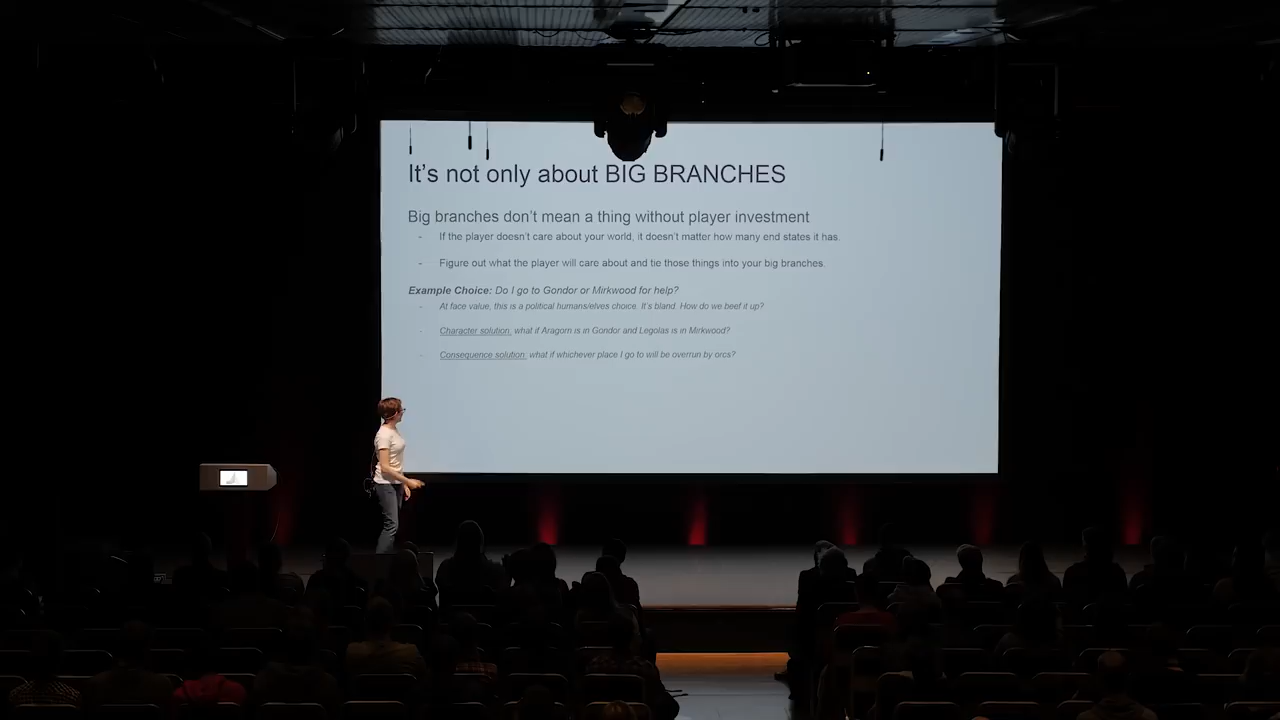 It's not only about BIG BRANCHES
Big branches don't mean a thing without player investment
- If the player doesn't care about your world, it doesn't matter how many end states it has.
- Figure out what the player will care about and tie those things into your big branches.
Example Choice: Do I go to Gondor or Mirkwood for help?
- At face value, this is a political humans/elves choice. It's bland. How do we beef it up?
- Character solution, what if Aragorn is in Gondor and Legolas is in Mirkwood?
- Consequence solution, what if whichever place I go to will be overrun by orcs?